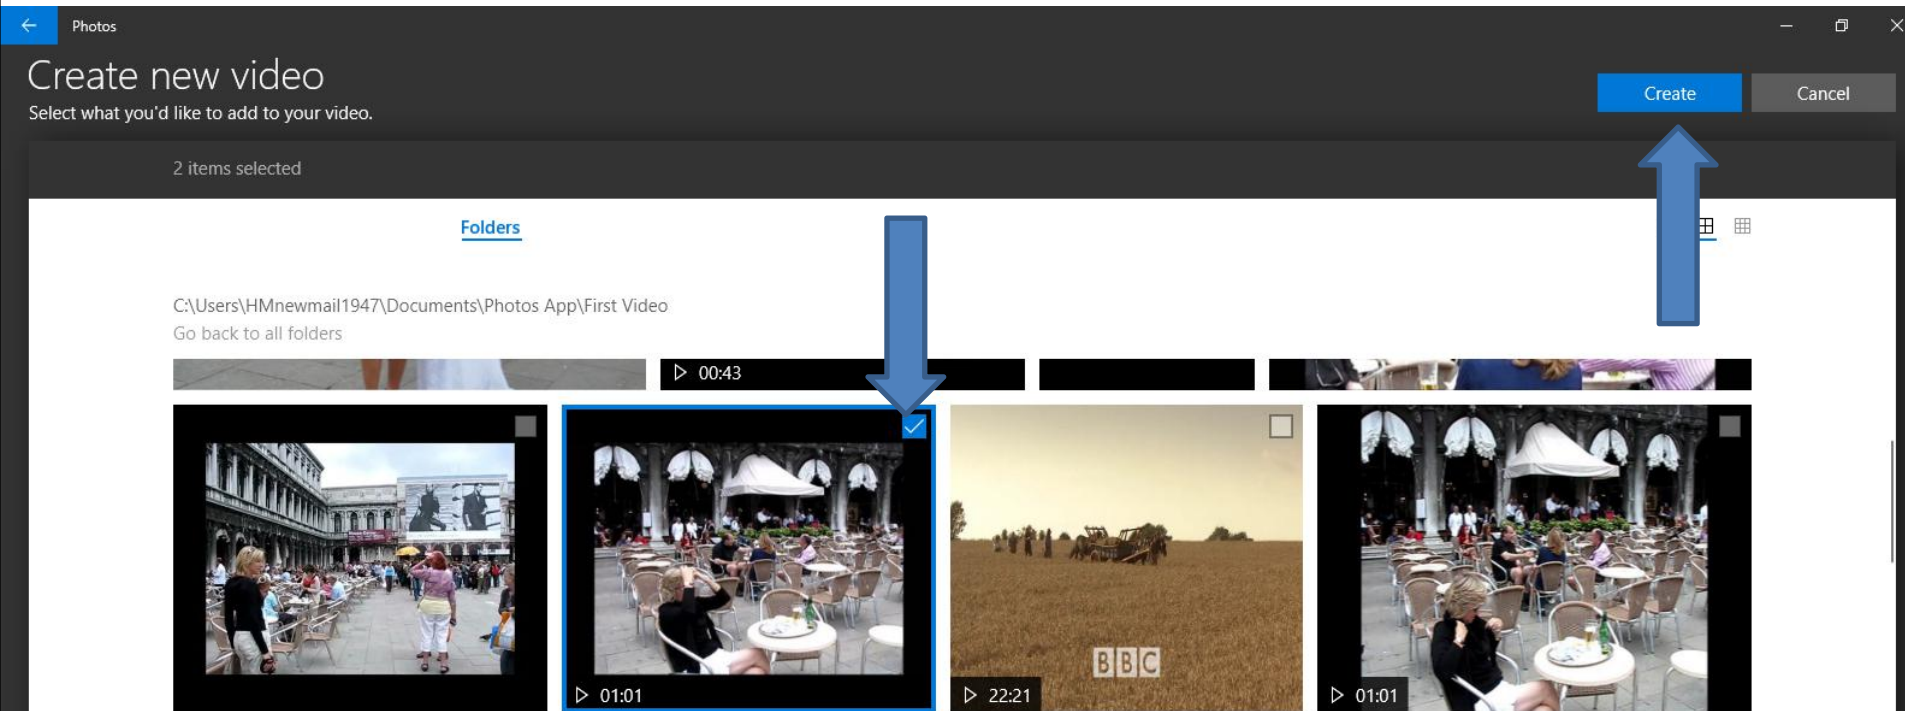 Photos
Create new video
Select what you'd like to add to your video.
Create
Cancel
2 items selected
Folders
C:\Users\HMnewmail1947\Documents\Photos App\First Video
Go back to all folders
00:43
BBC
01:01
22:21
01:01